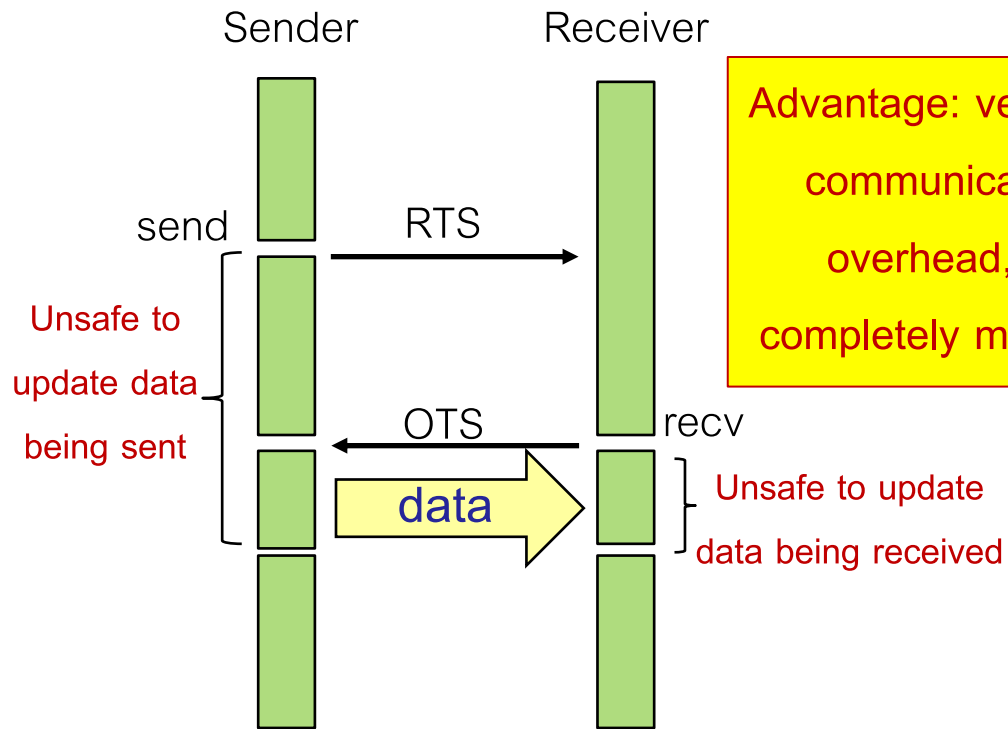 Sender
Receiver
Advantage:
communica
overhead,
completely
send
RTS
Unsafe to
update data
being sent
OTS
recv
data
Unsafe to update
data being received